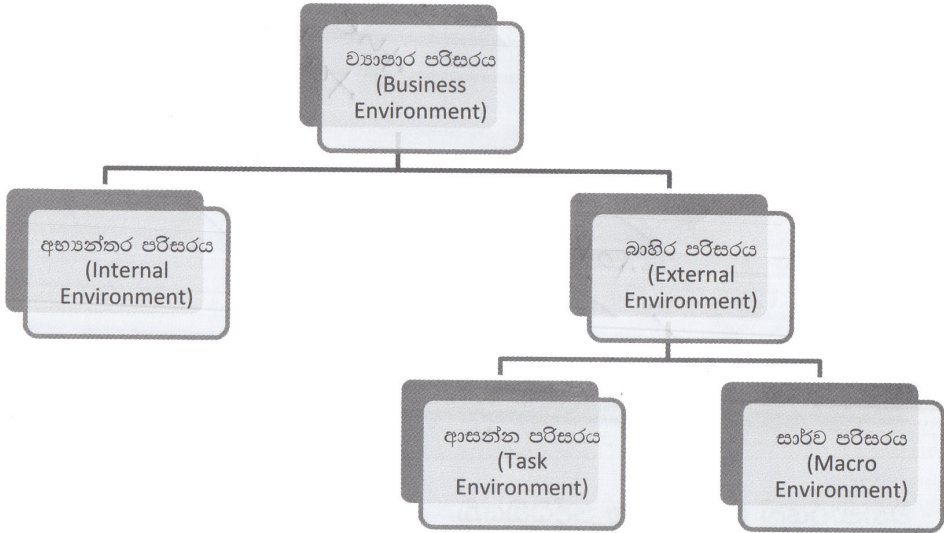 ව්‍යාපාර පරිසරය
(Business
Environment)
අභ්‍යන්තර පරිසරය
(Internal
Environment)
බාහිර පරිසරය
(External
Environment)
ආසන්න පරිසරය
(Task
Environment)
සාර්ව පරිසරය
(Macro
Environment)